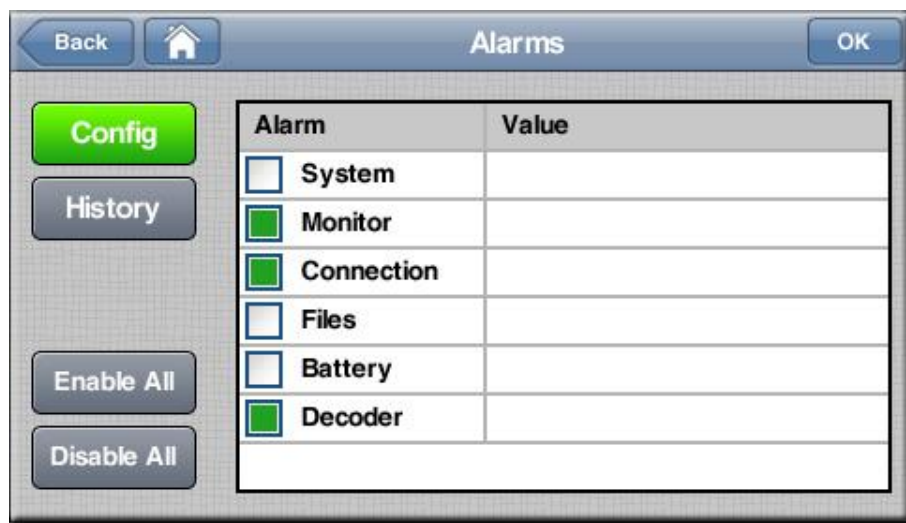 Back
Alarms
OK
Config
History
Enable All
Disable All
Alarm Value
System
Monitor
Connection
Files
Battery
Decoder